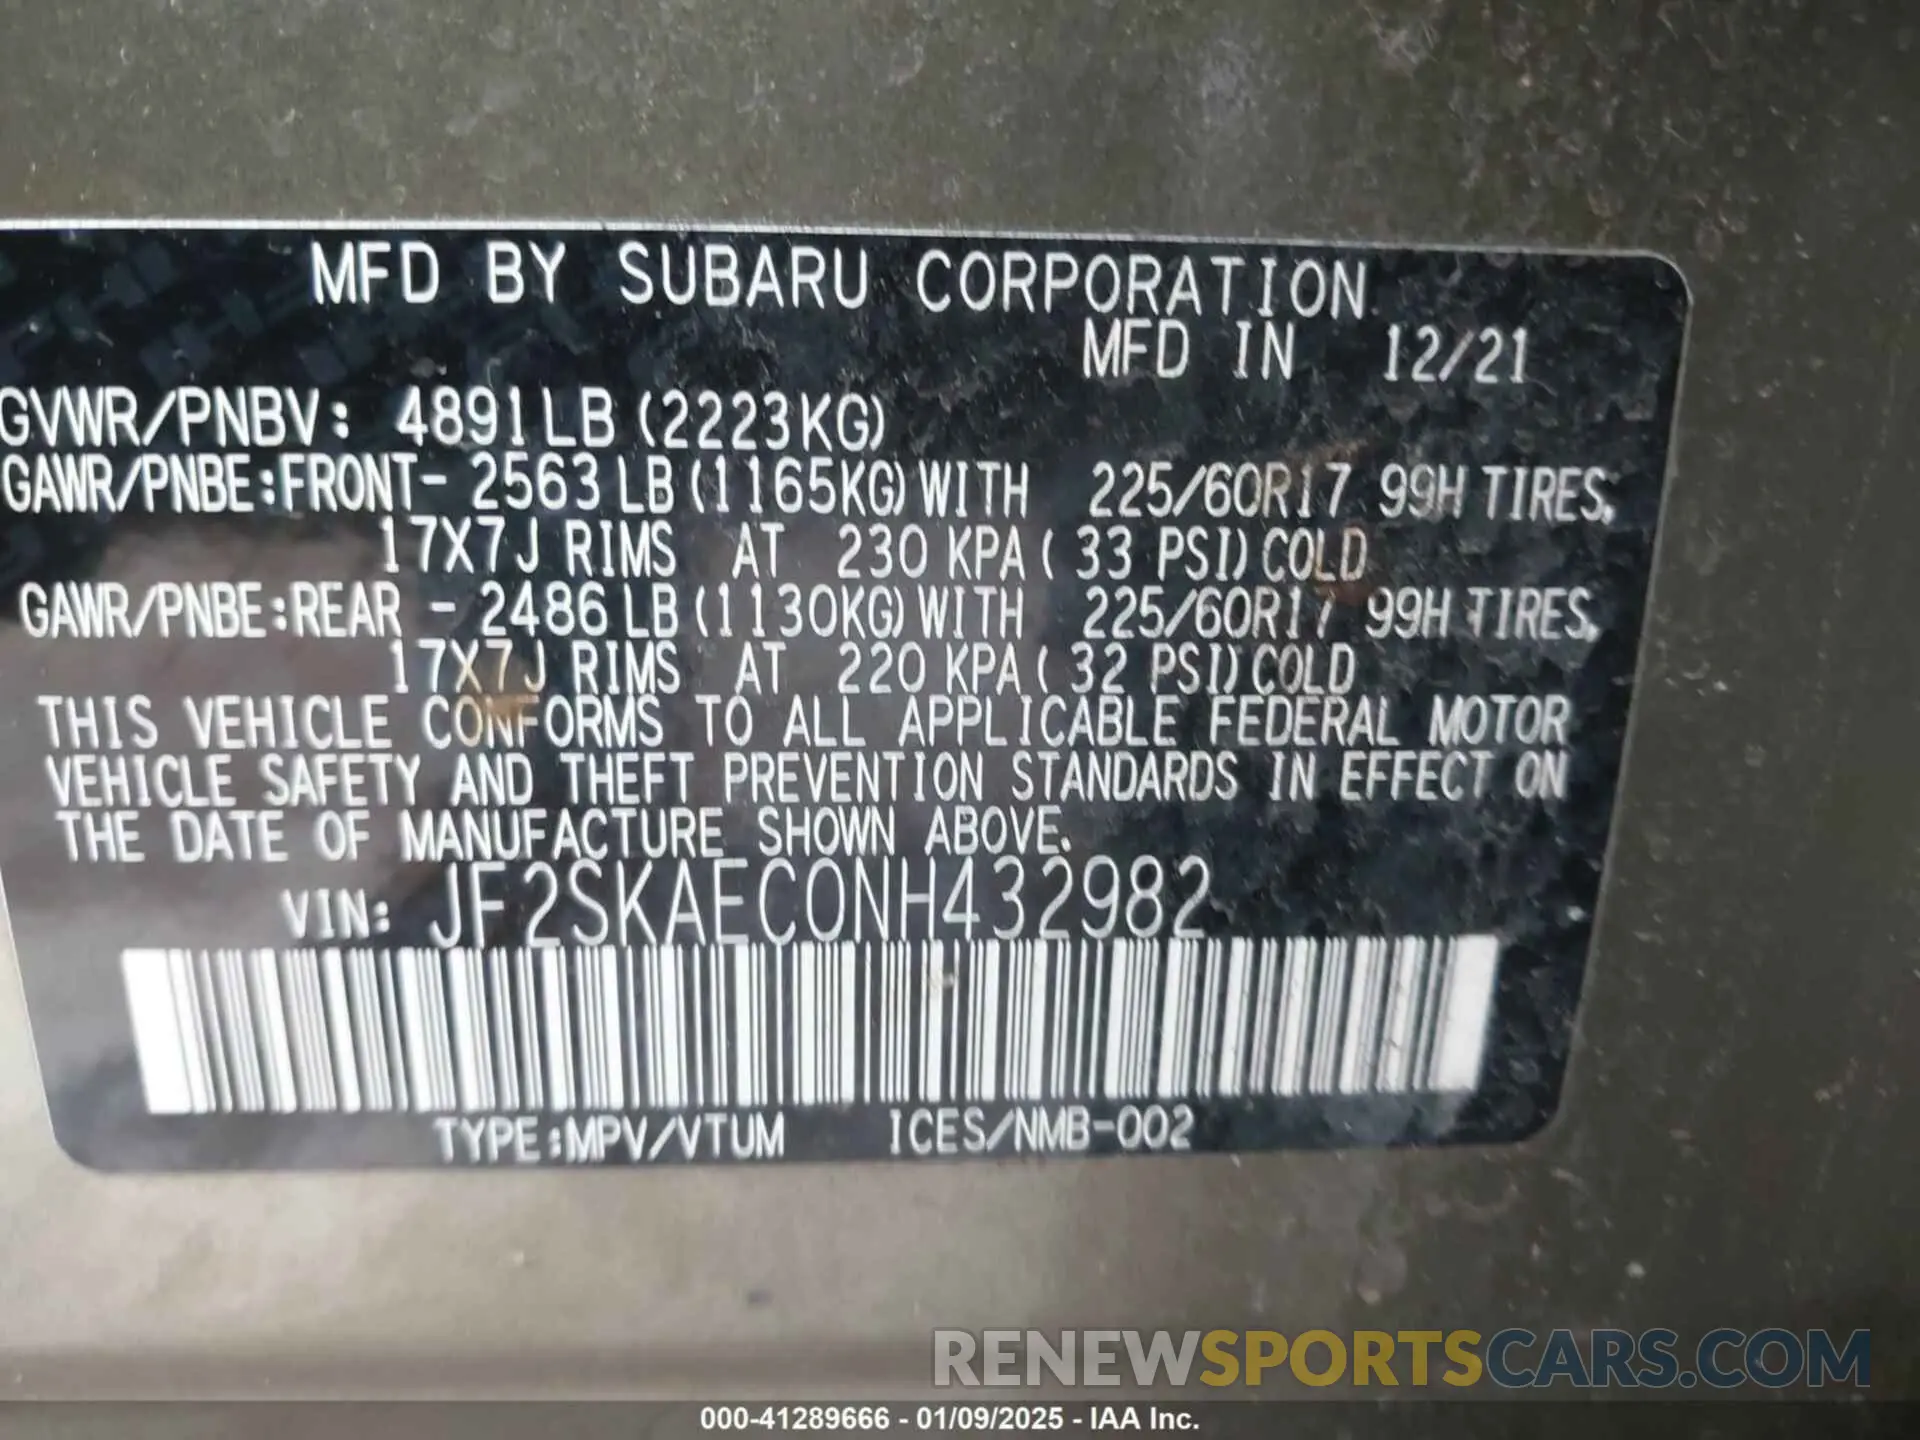 MFD BY SUBARU CORPORATION
MFD IN 12/21
GVWR/PNBV: 4891LB (2223KG)
GAWR/PNBE:FRONT- 2563 LB (1165KG) WITH 225/60R17 99H TIRES,
17X7J RIMS AT 230 KPA ( 33 PSI) COLD
GAWR/PNBE:REAR - 2486 LB (1130KG) WITH 225/60R17 99H TIRES,
17X7J RIMS AT 220 KPA ( 32 PSI) COLD
THIS VEHICLE CONFORMS TO ALL APPLICABLE FEDERAL MOTOR
VEHICLE SAFETY AND THEFT PREVENTION STANDARDS IN EFFECT ON
THE DATE OF MANUFACTURE SHOWN ABOVE.
VIN: JF2SKAEC0NH432982
TYPE:MPV/VTUM ICES/NMB-002
RENEWSPORTSCARS.COM
000-41289666 - 01/09/2025 - IAA Inc.